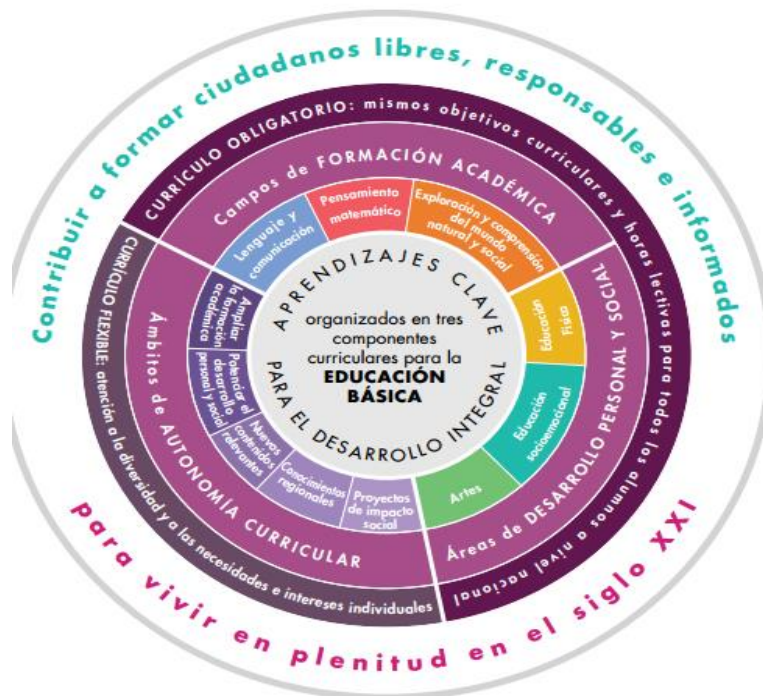 Contribuir a formar ciudadanos libres, responsables e informados
para vivir en plenitud en el siglo XXI
CURRÍCULO OBLIGATORIO: mismos objetivos curriculares y horas lectivas para todos los alumnos a nivel nacional
CURRÍCULO FLEXIBLE: atención a la diversidad y a las necesidades e intereses individuales
Campos de FORMACIÓN ACADÉMICA
Lenguaje y
comunicación
Pensamiento
matemático
Exploración y comprensión
del mundo
natural y social
Áreas de DESARROLLO PERSONAL Y SOCIAL
Educación
Física
Educación
socioemocional
Artes
Ámbitos de AUTONOMÍA CURRICULAR
Ampliar
la formación
académica
Potenciar el
desarrollo
personal y social
Nuevos
contenidos
relevantes
Conocimientos
regionales
Proyectos
de impacto
social
APRENDIZAJES CLAVE
organizados en tres
componentes
curriculares para la
EDUCACIÓN
BÁSICA
PARA EL DESARROLLO INTEGRAL